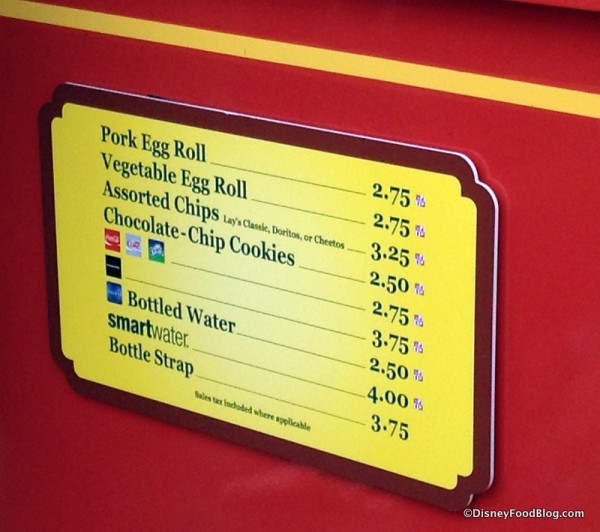 Pork Egg Roll 2.75
Vegetable Egg Roll 2.75
Assorted Chips Lay's Classic, Doritos, or Cheetos 3.25
Chocolate-Chip Cookies 2.50
2.75
3.75
Bottled Water 2.50
smartwater. 4.00
Bottle Strap 3.75
Sales tax included where applicable
©DisneyFoodBlog.com